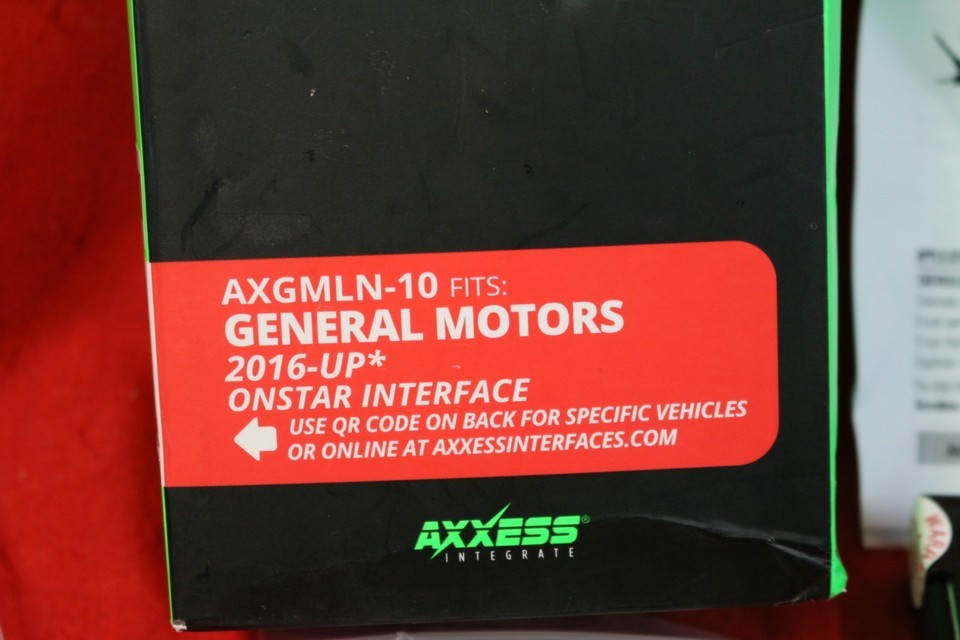 AXGMLN-10 FITS:
GENERAL MOTORS
2016-UP*
ONSTAR INTERFACE
USE QR CODE ON BACK FOR SPECIFIC VEHICLES
OR ONLINE AT AXXESSINTERFACES.COM
AXXESS®
INTEGRATE